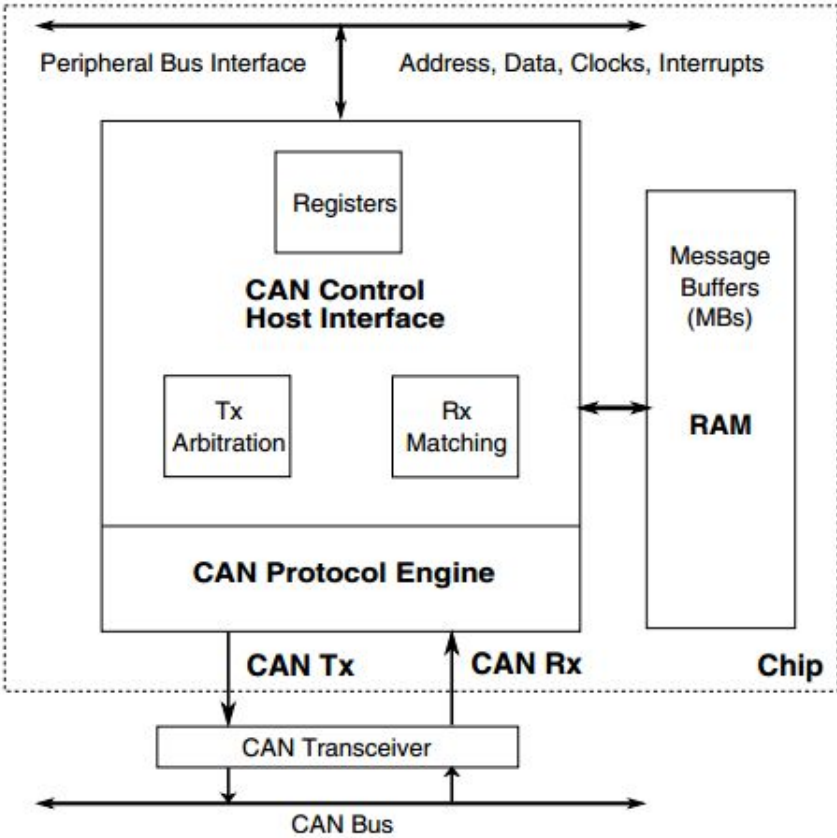 Peripheral Bus Interface
Address, Data, Clocks, Interrupts
Registers
CAN Control
Host Interface
Message
Buffers
(MBs)
RAM
Tx
Arbitration
Rx
Matching
CAN Protocol Engine
CAN Tx
CAN Rx
Chip
CAN Transceiver
CAN Bus